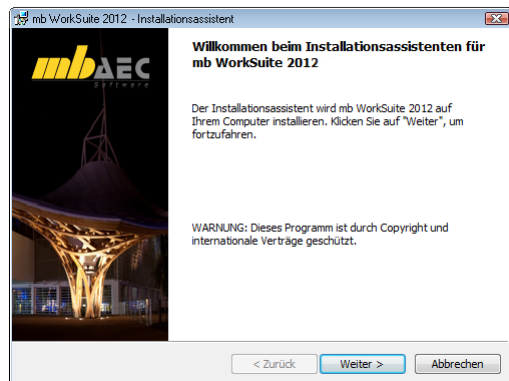 mb WorkSuite 2012 - Installationsassistent
mbAEC
Software
Willkommen beim Installationsassistenten für
mb WorkSuite 2012
Der Installationsassistent wird mb WorkSuite 2012 auf
Ihrem Computer installieren. Klicken Sie auf "Weiter", um
fortzufahren.
WARNUNG: Dieses Programm ist durch Copyright und
internationale Verträge geschützt.
< Zurück
Weiter >
Abbrechen